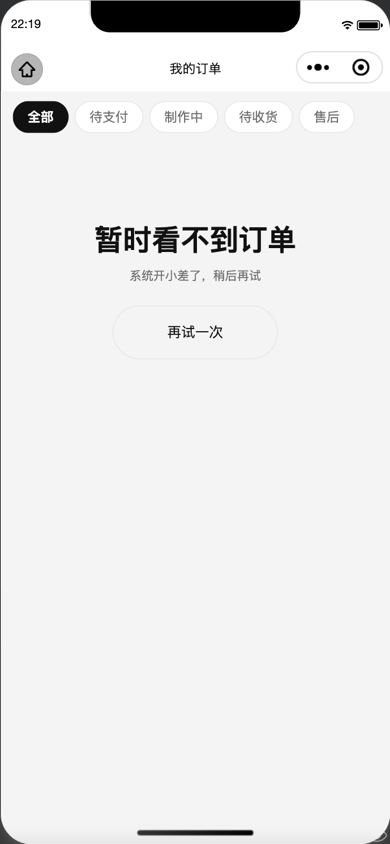 22:19
我的订单
全部 待支付 制作中 待收货 售后
暂时看不到订单
系统开小差了，稍后再试
再试一次